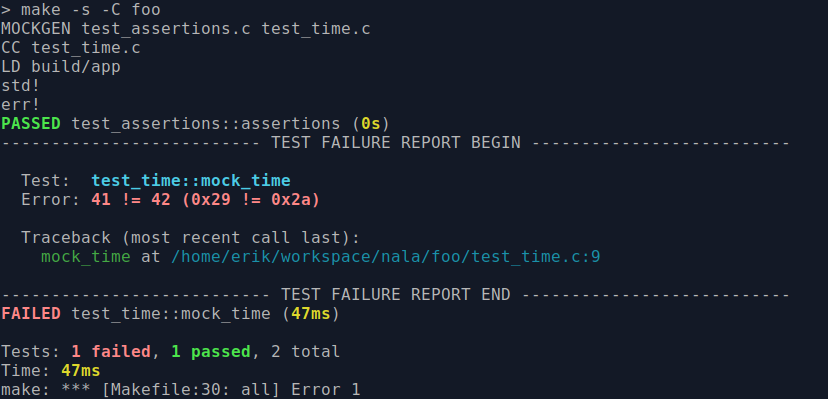 > make -s -C foo
MOCKGEN test_assertions.c test_time.c
CC test_time.c
LD build/app
std!
err!
PASSED test_assertions::assertions (0s)
-------------------------- TEST FAILURE REPORT BEGIN --------------------------
Test:  test_time::mock_time
Error: 41 != 42 (0x29 != 0x2a)
Traceback (most recent call last):
mock_time at /home/erik/workspace/nala/foo/test_time.c:9
--------------------------- TEST FAILURE REPORT END ---------------------------
FAILED test_time::mock_time (47ms)
Tests: 1 failed, 1 passed, 2 total
Time: 47ms
make: *** [Makefile:30: all] Error 1